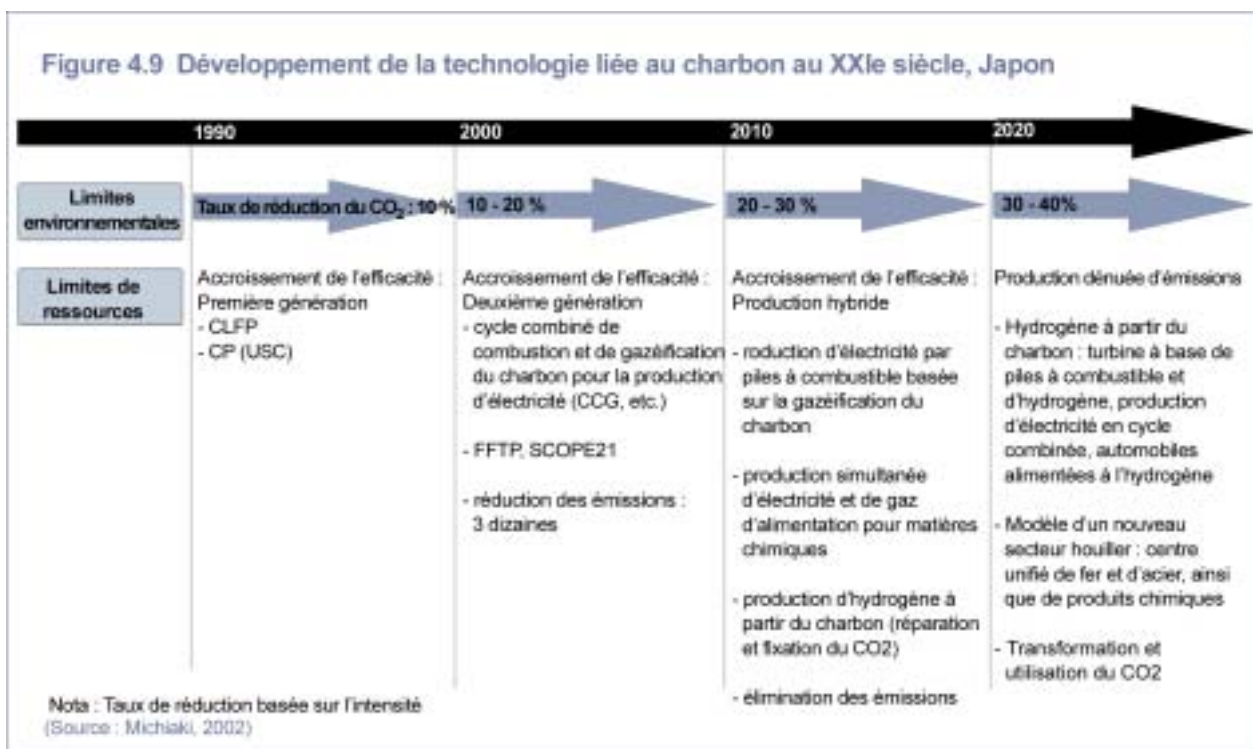 Figure 4.9 Développement de la technologie liée au charbon au XXIe siècle, Japon
1990
2000
2010
2020
Limites
environnementales
Taux de réduction du CO2 : 10 %
10 - 20 %
20 - 30 %
30 - 40%
Limites de
ressources
Accroissement de l'efficacité :
Première génération
- CLFP
- CP (USC)
Accroissement de l'efficacité :
Deuxième génération
- cycle combiné de
combustion et de gazéification
du charbon pour la production
d'électricité (CCG, etc.)
- FFTP, SCOPE21
- réduction des émissions :
3 dizaines
Accroissement de l'efficacité :
Production hybride
- roduction d'électricité par
piles à combustible basée
sur la gazéification du
charbon
- production simultanée
d'électricité et de gaz
d'alimentation pour matières
chimiques
- production d'hydrogène à
partir du charbon (réparation
et fixation du CO2)
- élimination des émissions
Production dénuée d'émissions
- Hydrogène à partir du
charbon : turbine à base de
piles à combustible et
d'hydrogène, production
d'électricité en cycle
combinée, automobiles
alimentées à l'hydrogène
- Modèle d'un nouveau
secteur houiller : centre
unifié de fer et d'acier, ainsi
que de produits chimiques
- Transformation et
utilisation du CO2
Nota : Taux de réduction basée sur l'intensité
(Source : Michiaki, 2002)